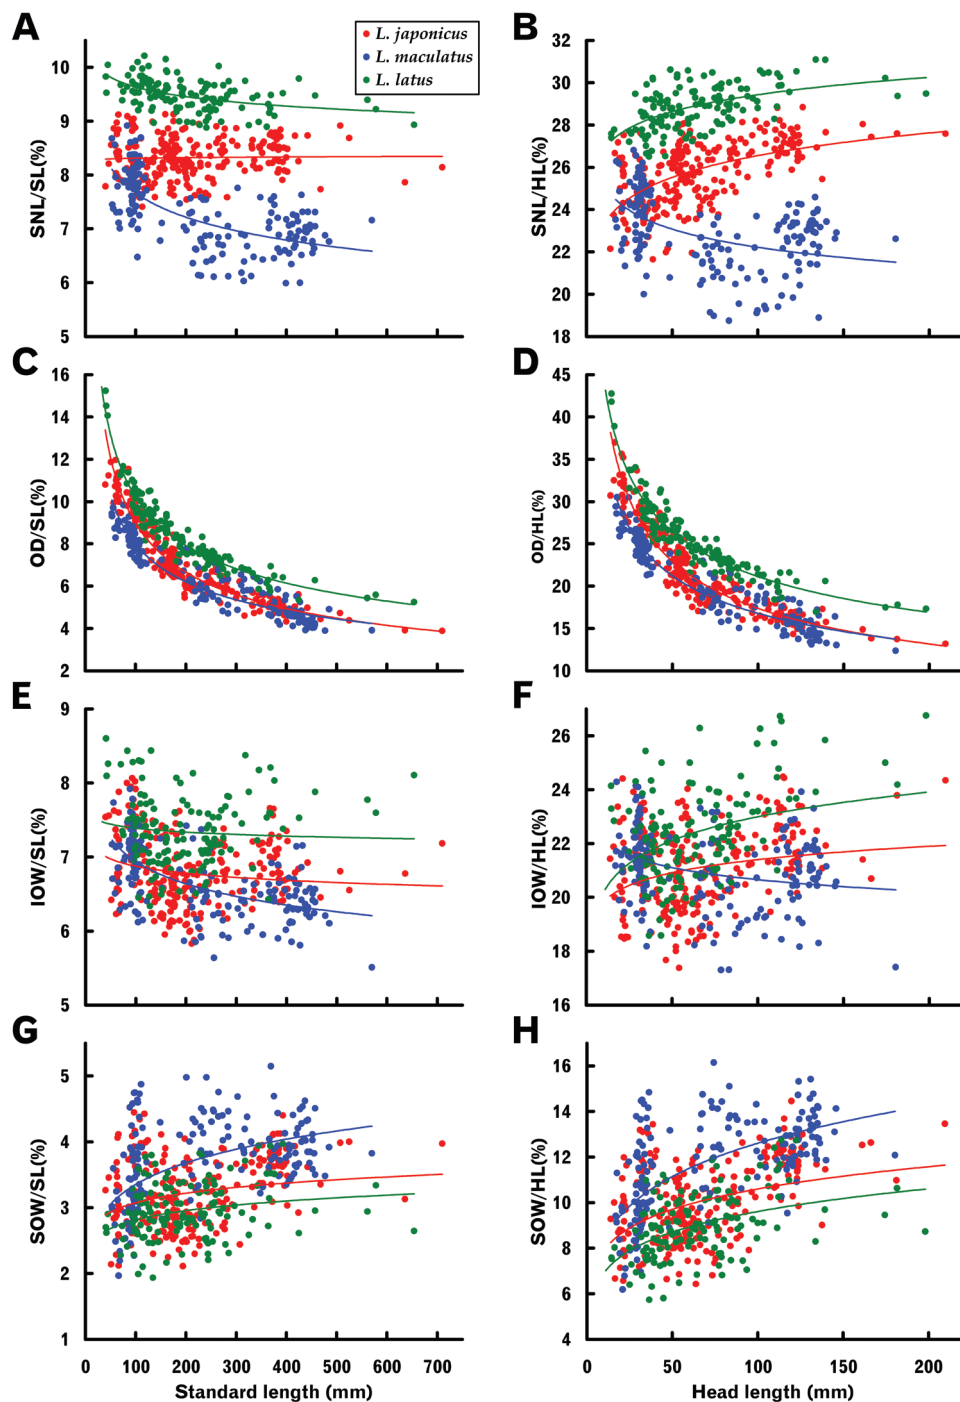 A
B
L. japonicus
L. maculatus
L. latus
SNL/SL(%)
10
9
8
7
6
5
SNL/HL(%)
32
30
28
26
24
22
20
18
C
D
OD/SL(%)
16
14
12
10
8
6
4
2
OD/HL(%)
45
40
35
30
25
20
15
10
E
F
IOW/SL(%)
9
8
7
6
5
IOW/HL(%)
26
24
22
20
18
16
G
H
SOW/SL(%)
5
4
3
2
1
SOW/HL(%)
16
14
12
10
8
6
4
0 100 200 300 400 500 600 700
Standard length (mm)
0 50 100 150 200
Head length (mm)